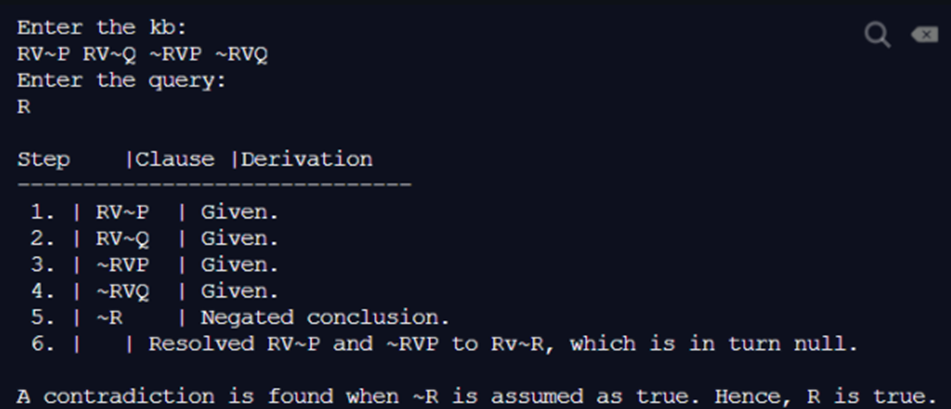 Enter the kb:
RV~P RV~Q ~RVP ~RVQ
Enter the query:
R
Step |Clause |Derivation
------------------------------
1. | RV~P | Given.
2. | RV~Q | Given.
3. | ~RVP | Given.
4. | ~RVQ | Given.
5. | ~R | Negated conclusion.
6. | | Resolved RV~P and ~RVP to Rv~R, which is in turn null.
A contradiction is found when ~R is assumed as true. Hence, R is true.